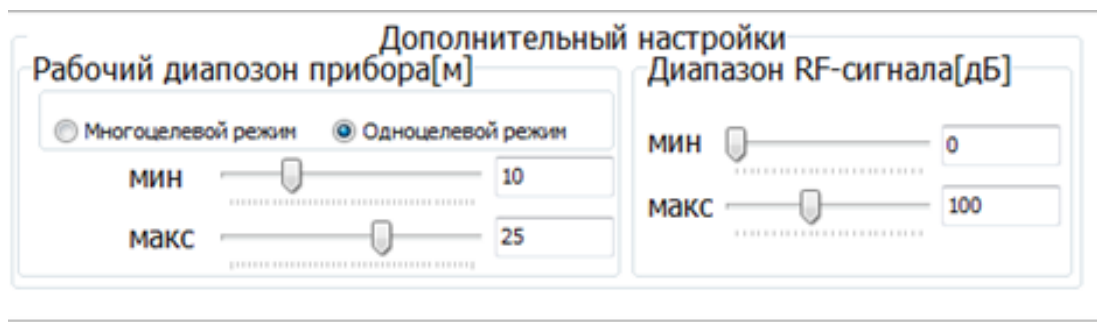 Дополнительный настройки
Рабочий диапозон прибора[м]
Многоцелевой режим Одноцелевой режим
мин 10
макс 25
Диапазон RF-сигнала[дБ]
мин 0
макс 100